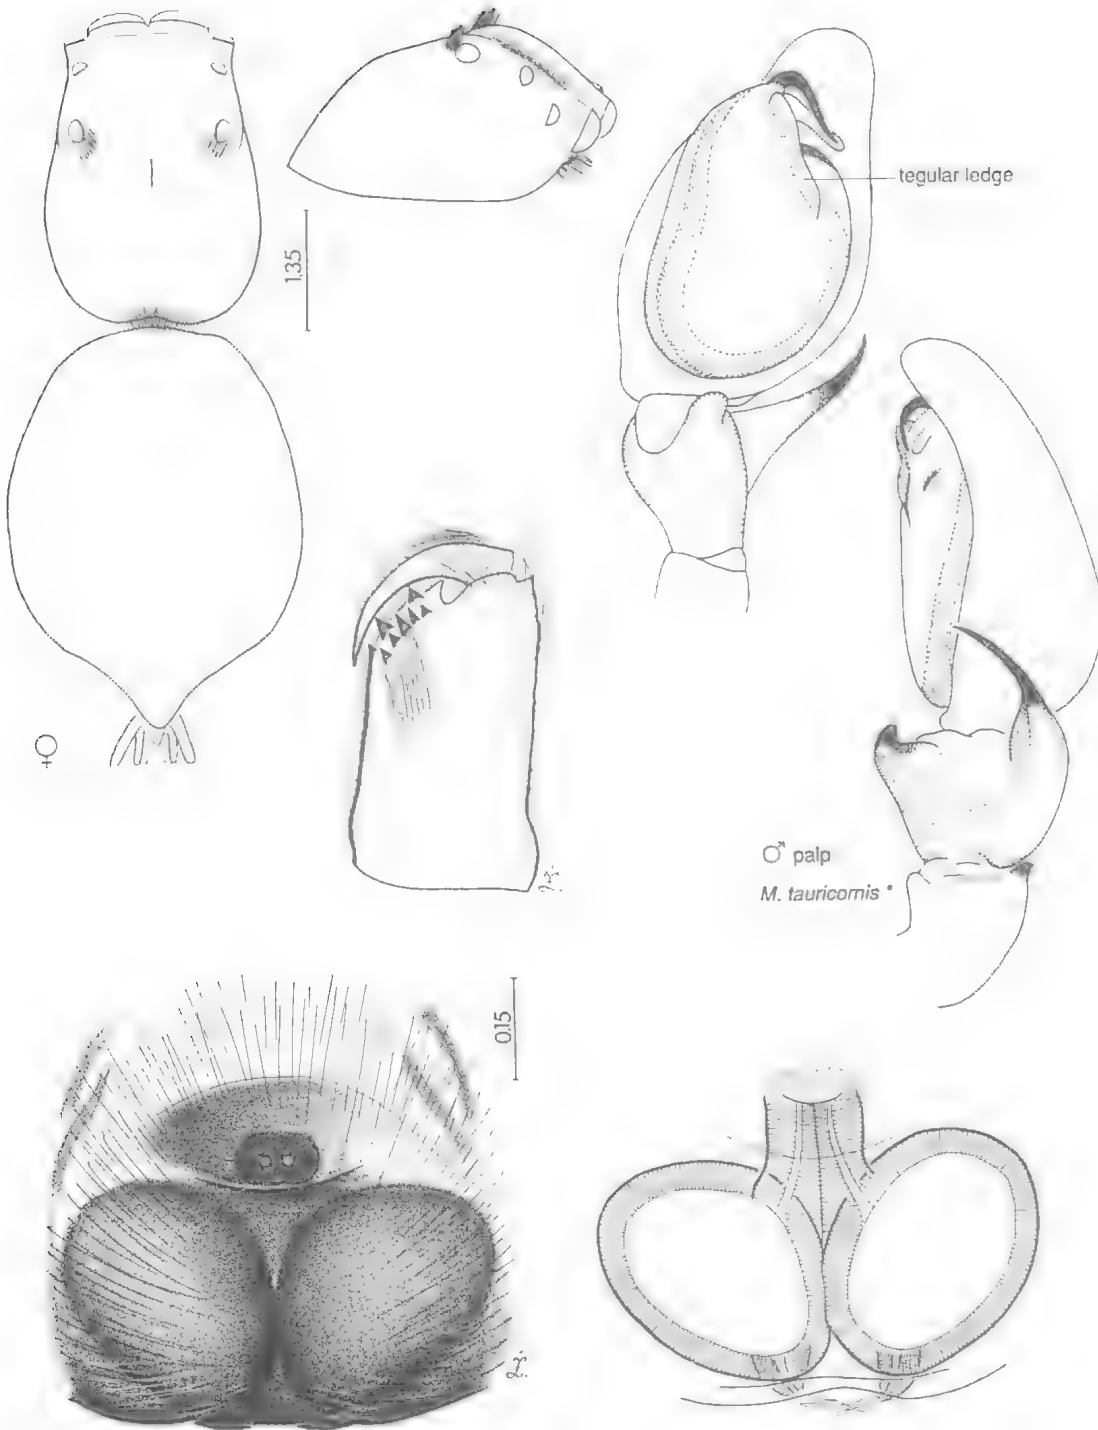 1.35
tegular ledge
♀
♂ palp
M. tauricornis *
0.15